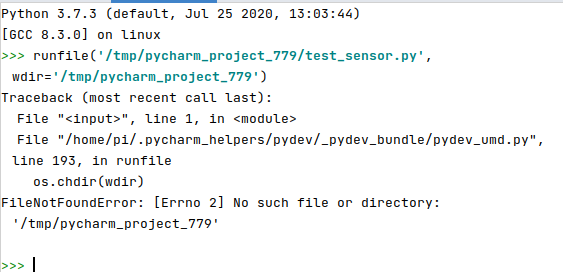 Python 3.7.3 (default, Jul 25 2020, 13:03:44)
[GCC 8.3.0] on linux
>>> runfile('/tmp/pycharm_project_779/test_sensor.py',
wdir='/tmp/pycharm_project_779')
Traceback (most recent call last):
File "<input>", line 1, in <module>
File "/home/pi/.pycharm_helpers/pydev/_pydev_bundle/pydev_umd.py",
line 193, in runfile
os.chdir(wdir)
FileNotFoundError: [Errno 2] No such file or directory:
'/tmp/pycharm_project_779'
>>>